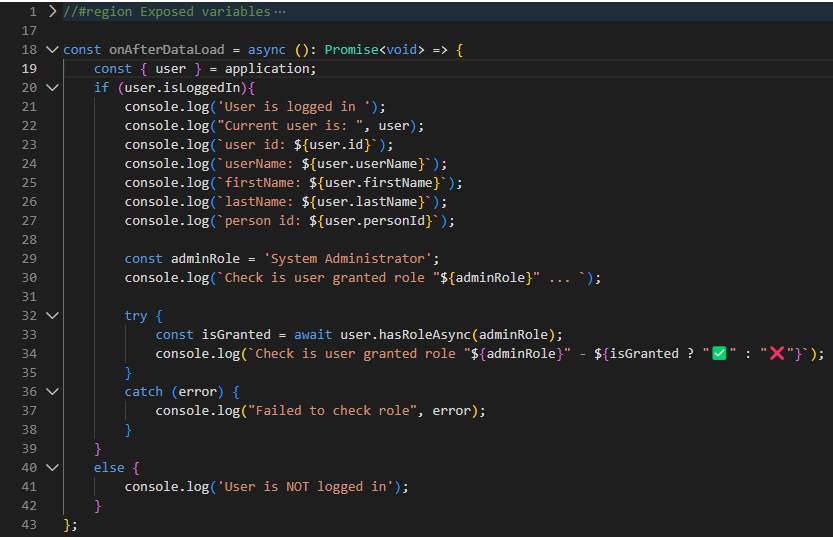 1 //#region Exposed variables ···
17
18 const onAfterDataLoad = async (): Promise<void> => {
19 const { user } = application;
20 if (user.isLoggedIn){
21 console.log('User is logged in ');
22 console.log("Current user is: ", user);
23 console.log(`user id: ${user.id}`);
24 console.log(`userName: ${user.userName}`);
25 console.log(`firstName: ${user.firstName}`);
26 console.log(`lastName: ${user.lastName}`);
27 console.log(`person id: ${user.personId}`);
28
29 const adminRole = 'System Administrator';
30 console.log(`Check is user granted role "${adminRole}" ... `);
31
32 try {
33 const isGranted = await user.hasRoleAsync(adminRole);
34 console.log(`Check is user granted role "${adminRole}" - ${isGranted ? "✅" : "❌"}`);
35 }
36 catch (error) {
37 console.log("Failed to check role", error);
38 }
39 }
40 else {
41 console.log('User is NOT logged in');
42 }
43 };